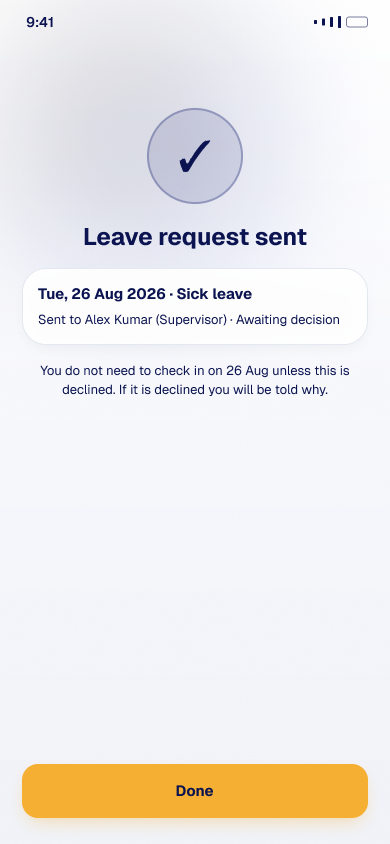 9:41
✓
Leave request sent
Tue, 26 Aug 2026 · Sick leave
Sent to Alex Kumar (Supervisor) · Awaiting decision
You do not need to check in on 26 Aug unless this is
declined. If it is declined you will be told why.
Done